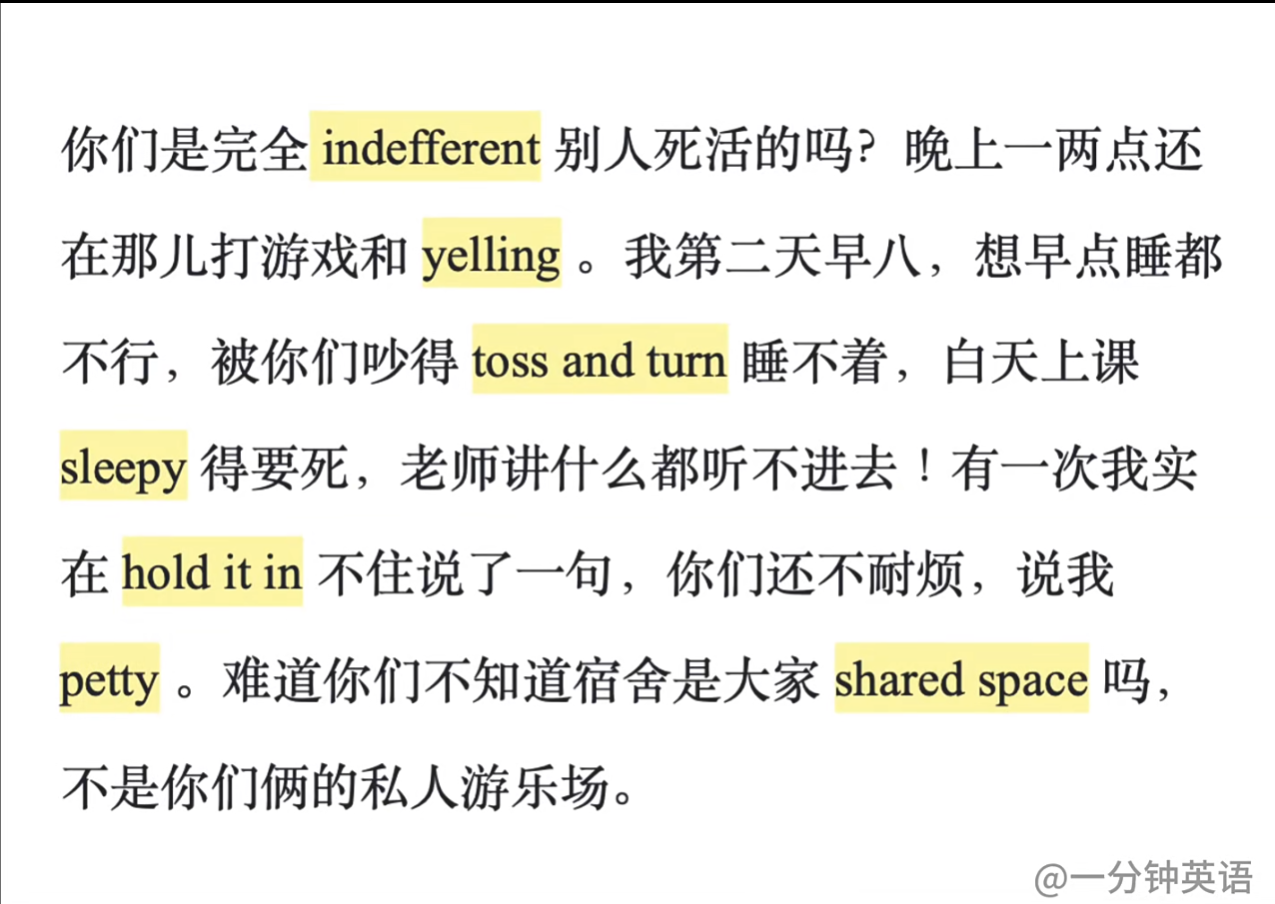 你们是完全 indefferent 别人死活的吗？晚上一两点还
在那儿打游戏和 yelling 。我第二天早八，想早点睡都
不行，被你们吵得 toss and turn 睡不着，白天上课
sleepy 得要死，老师讲什么都听不进去！有一次我实
在 hold it in 不住说了一句，你们还不耐烦，说我
petty 。难道你们不知道宿舍是大家 shared space 吗，
不是你们俩的私人游乐场。
@一分钟英语